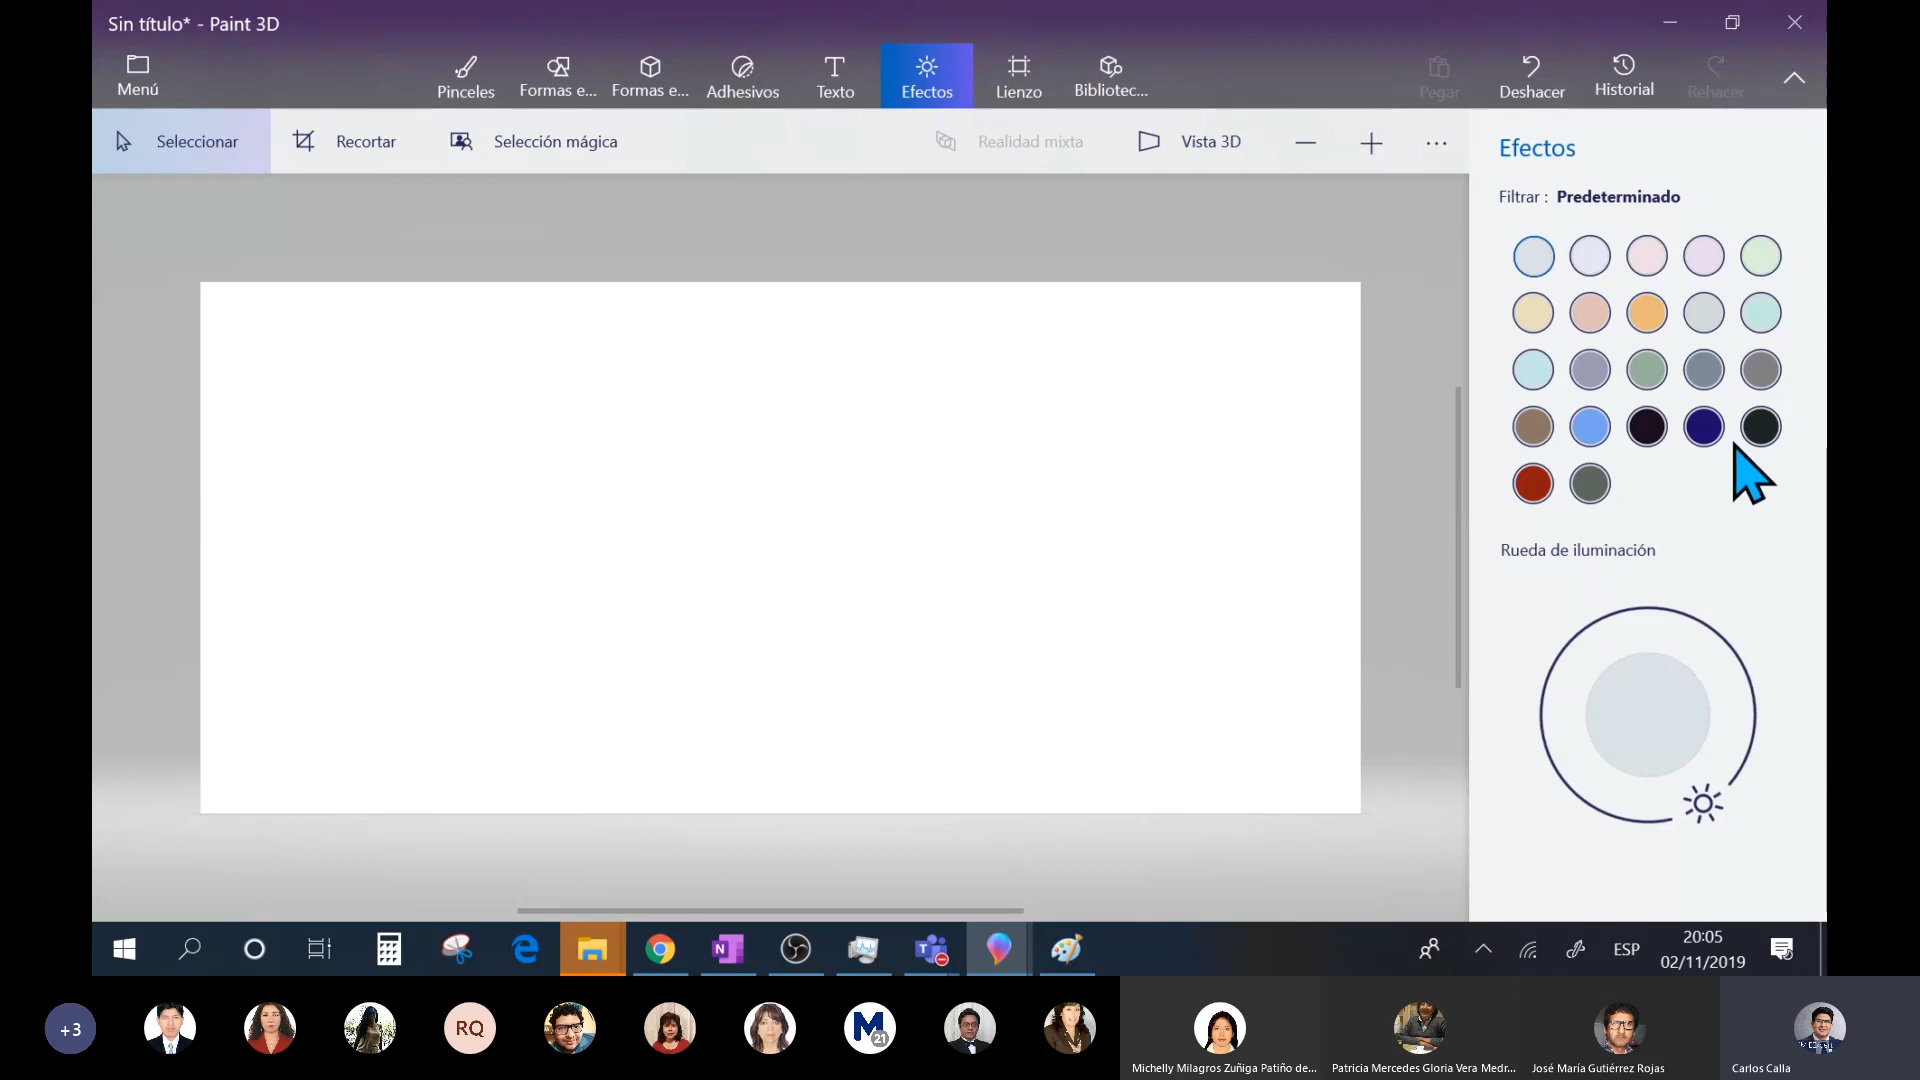 Sin título* - Paint 3D
Menú
Pinceles
Formas e...
Formas e...
Adhesivos
Texto
Efectos
Lienzo
Bibliotec...
Pegar
Deshacer
Historial
Rehacer
Seleccionar
Recortar
Selección mágica
Realidad mixta
Vista 3D
Efectos
Filtrar : Predeterminado
Rueda de iluminación
ESP
20:05
02/11/2019
+3
RQ
M
21
Michelly Milagros Zuñiga Patiño de...
Patricia Mercedes Gloria Vera Medr...
José María Gutiérrez Rojas
Carlos Calla